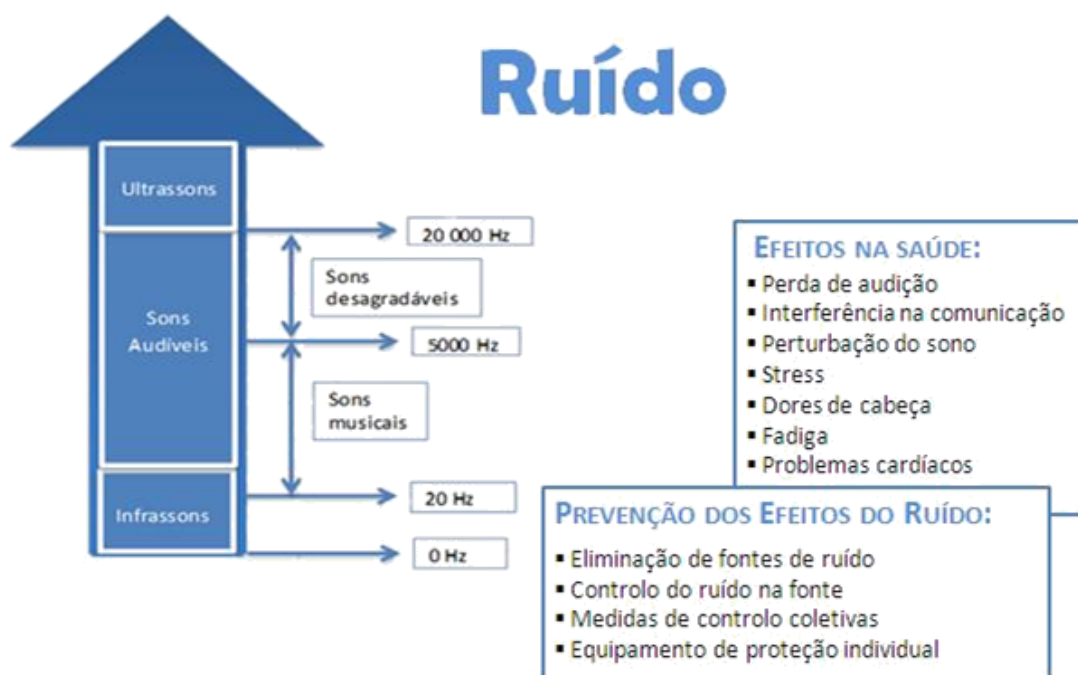 Ruído
Ultrassons
20 000 Hz
Sons
desagradáveis
Sons
Audíveis
5000 Hz
Sons
musicais
20 Hz
Infrassons
0 Hz
EFEITOS NA SAÚDE:
▪ Perda de audição
▪ Interferência na comunicação
▪ Perturbação do sono
▪ Stress
▪ Dores de cabeça
▪ Fadiga
▪ Problemas cardíacos
PREVENÇÃO DOS EFEITOS DO RUÍDO:
▪ Eliminação de fontes de ruído
▪ Controlo do ruído na fonte
▪ Medidas de controlo coletivas
▪ Equipamento de proteção individual